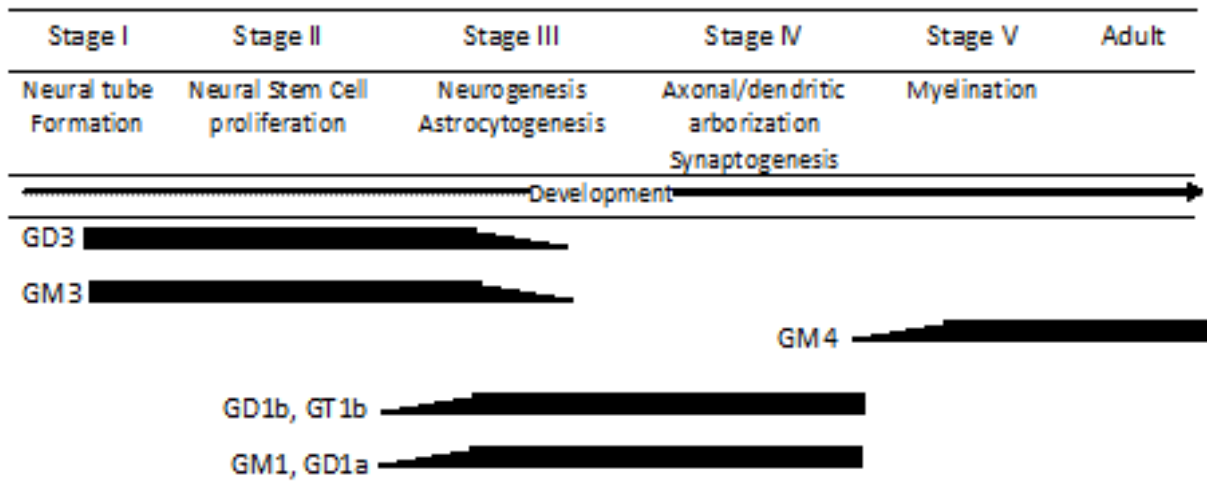 Stage I Stage II Stage III Stage IV Stage V Adult
Neural tube Neural Stem Cell Neurogenesis Axonal/dendritic Myelination
Formation proliferation Astrocytogenesis arborization
Synaptogenesis
Development
GD3
GM3
GM4
GD1b, GT1b
GM1, GD1a